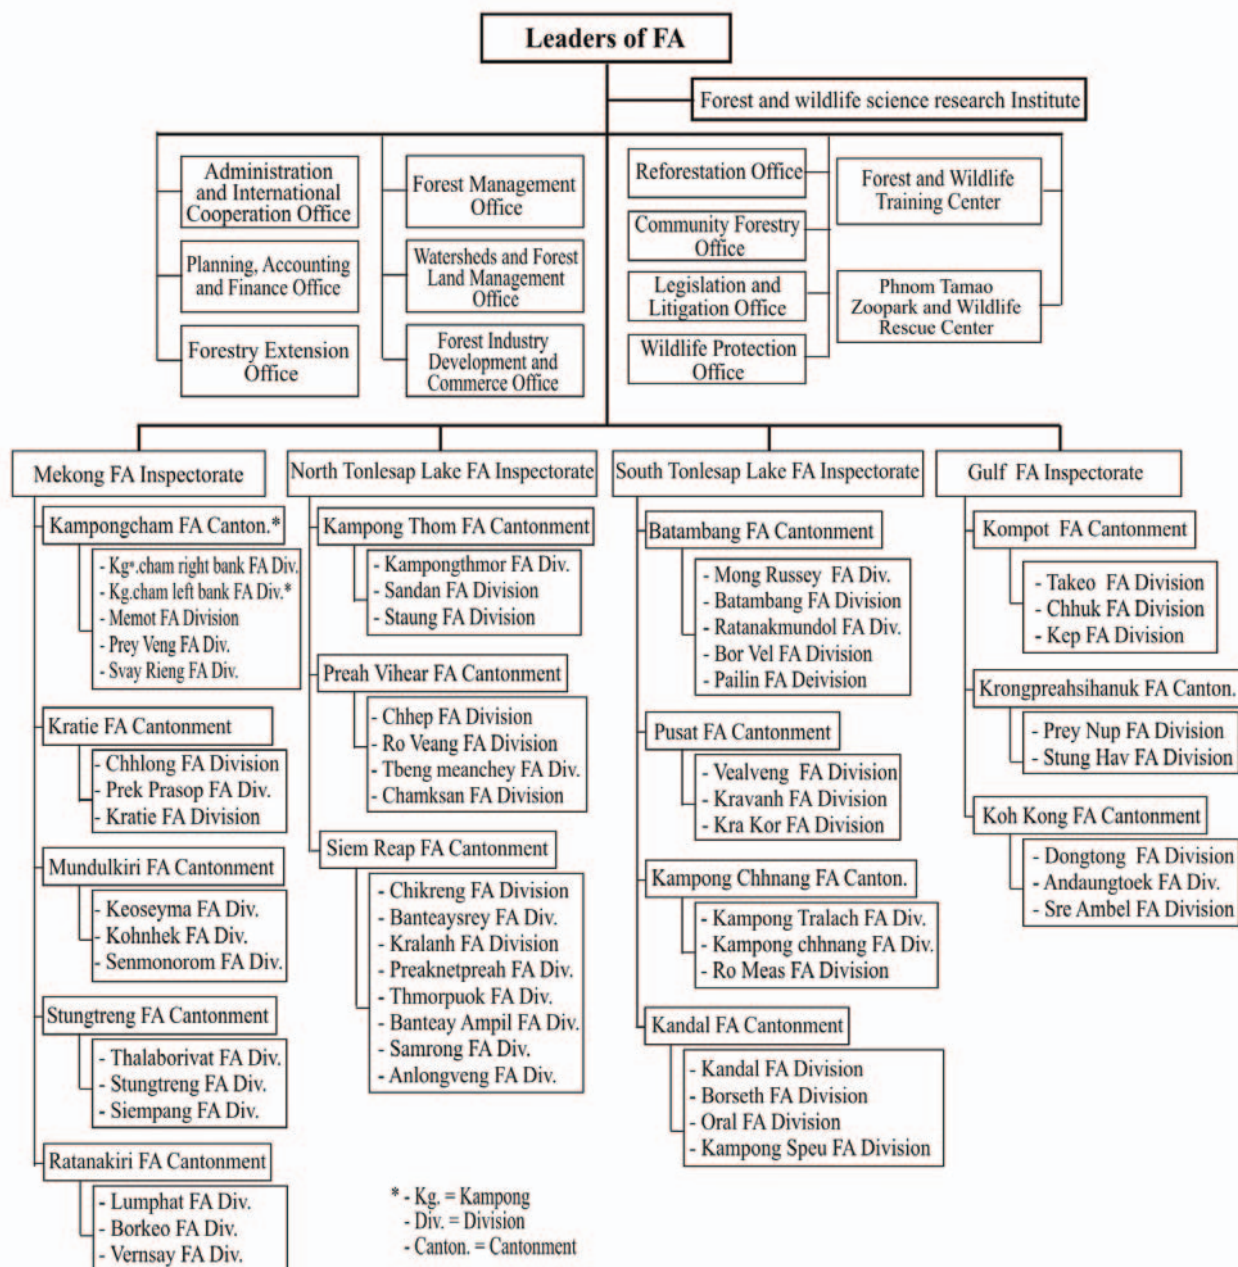 Leaders of FA
Forest and wildlife science research Institute
Administration
and International
Cooperation Office
Planning, Accounting
and Finance Office
Forestry Extension
Office
Forest Management
Office
Watersheds and Forest
Land Management
Office
Forest Industry
Development and
Commerce Office
Reforestation Office
Community Forestry
Office
Legislation and
Litigation Office
Wildlife Protection
Office
Forest and Wildlife
Training Center
Phnom Tamao
Zoopark and Wildlife
Rescue Center
Mekong FA Inspectorate
Kampongcham FA Canton.*
- Kg*.cham right bank FA Div.
- Kg.cham left bank FA Div.*
- Memot FA Division
- Prey Veng FA Div.
- Svay Rieng FA Div.
Kratie FA Cantonment
- Chhlong FA Division
- Prek Prasop FA Div.
- Kratie FA Division
Mundulkiri FA Cantonment
- Keoseyma FA Div.
- Kohnhek FA Div.
- Senmonorom FA Div.
Stungtreng FA Cantonment
- Thalaborivat FA Div.
- Stungtreng FA Div.
- Siempang FA Div.
Ratanakiri FA Cantonment
- Lumphat FA Div.
- Borkeo FA Div.
- Vernsay FA Div.
North Tonlesap Lake FA Inspectorate
Kampong Thom FA Cantonment
- Kampongthmor FA Div.
- Sandan FA Division
- Staung FA Division
Preah Vihear FA Cantonment
- Chhep FA Division
- Ro Veang FA Division
- Tbeng meanchey FA Div.
- Chamksan FA Division
Siem Reap FA Cantonment
- Chikreng FA Division
- Banteaysrey FA Div.
- Kralanh FA Division
- Preaknetpreah FA Div.
- Thmorpuok FA Div.
- Banteay Ampil FA Div.
- Samrong FA Div.
- Anlongveng FA Div.
South Tonlesap Lake FA Inspectorate
Batambang FA Cantonment
- Mong Russey FA Div.
- Batambang FA Division
- Ratanakmundol FA Div.
- Bor Vel FA Division
- Pailin FA Deivision
Pusat FA Cantonment
- Vealveng FA Division
- Kravanh FA Division
- Kra Kor FA Division
Kampong Chhnang FA Canton.
- Kampong Tralach FA Div.
- Kampong chhnang FA Div.
- Ro Meas FA Division
Kandal FA Cantonment
- Kandal FA Division
- Borseth FA Division
- Oral FA Division
- Kampong Speu FA Division
Gulf FA Inspectorate
Kompot FA Cantonment
- Takeo FA Division
- Chhuk FA Division
- Kep FA Division
Krongpreahsihanuk FA Canton.
- Prey Nup FA Division
- Stung Hav FA Division
Koh Kong FA Cantonment
- Dongtong FA Division
- Andaungtoek FA Div.
- Sre Ambel FA Division
* - Kg. = Kampong
- Div. = Division
- Canton. = Cantonment